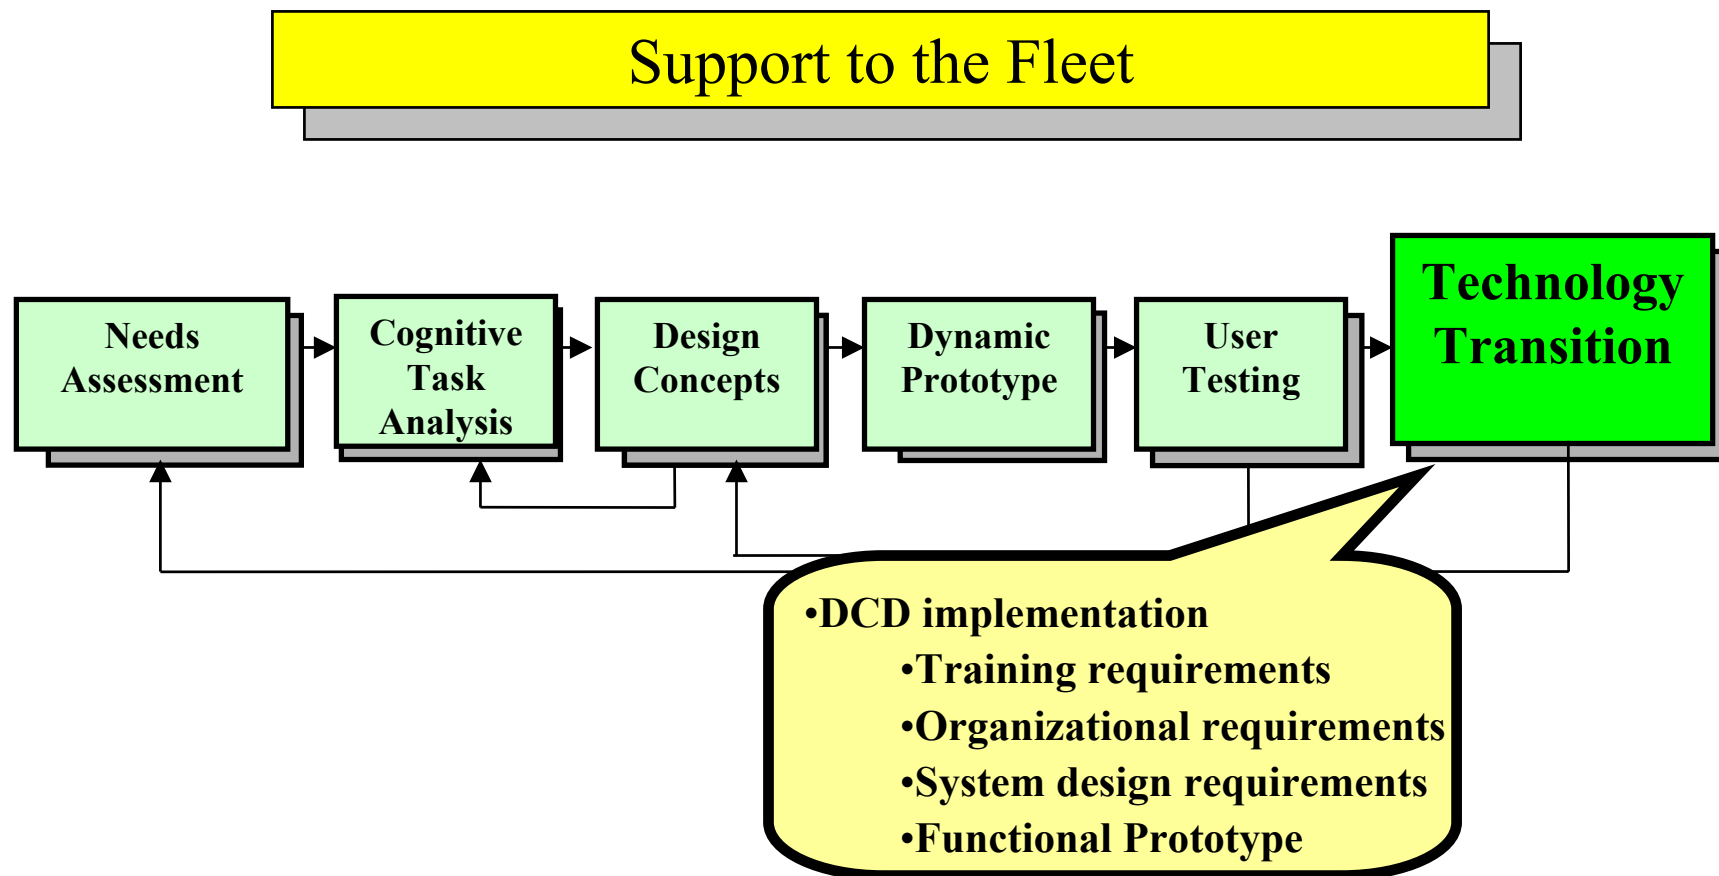 Support to the Fleet
Needs
Assessment
Cognitive
Task
Analysis
Design
Concepts
Dynamic
Prototype
User
Testing
Technology
Transition
•DCD implementation
•Training requirements
•Organizational requirements
•System design requirements
•Functional Prototype